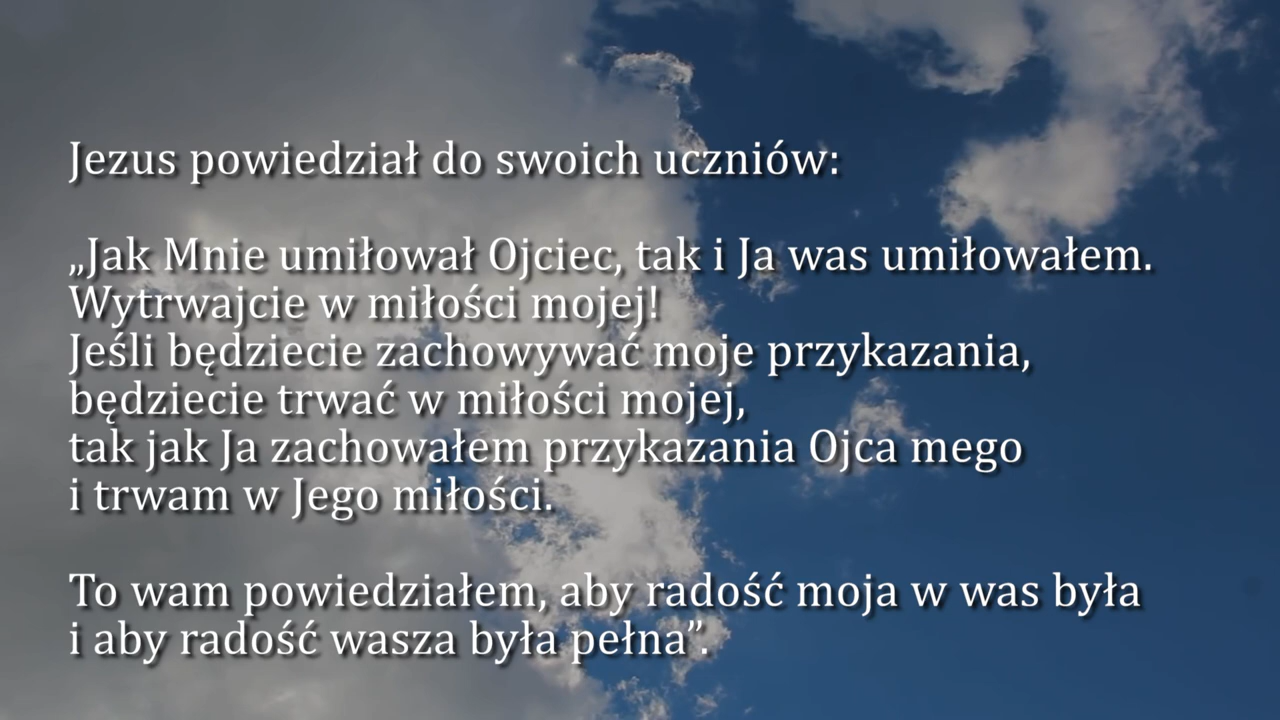 Jezus powiedział do swoich uczniów:
„Jak Mnie umiłował Ojciec, tak i Ja was umiłowałem.
Wytrwajcie w miłości mojej!
Jeśli będziecie zachowywać moje przykazania,
będziecie trwać w miłości mojej,
tak jak Ja zachowałem przykazania Ojca mego
i trwam w Jego miłości.
To wam powiedziałem, aby radość moja w was była
i aby radość wasza była pełna”.